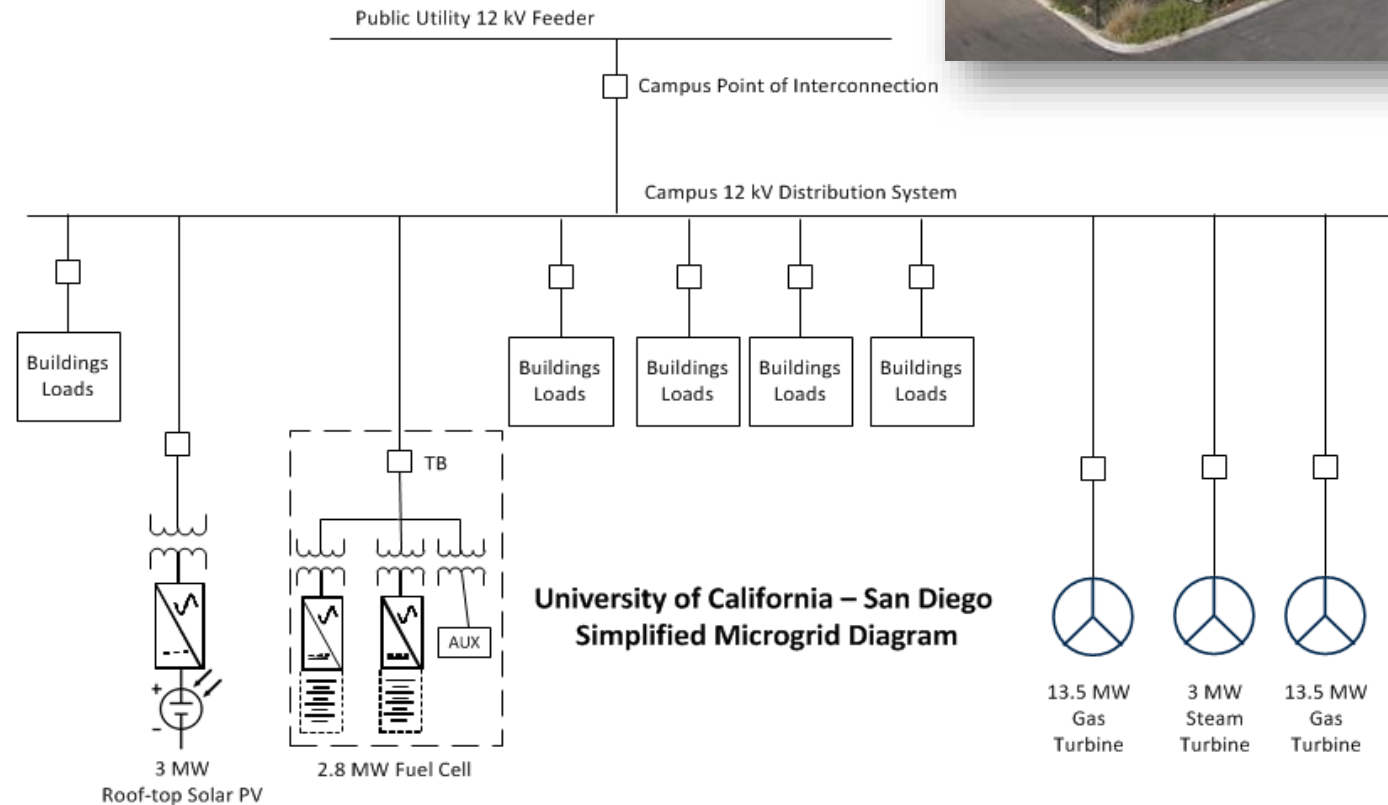 Public Utility 12 kV Feeder
Campus Point of Interconnection
Campus 12 kV Distribution System
Buildings
Loads
Buildings
Loads
Buildings
Loads
Buildings
Loads
Buildings
Loads
TB
AUX
+
−
University of California – San Diego
Simplified Microgrid Diagram
3 MW
Roof-top Solar PV
2.8 MW Fuel Cell
13.5 MW
Gas
Turbine
3 MW
Steam
Turbine
13.5 MW
Gas
Turbine